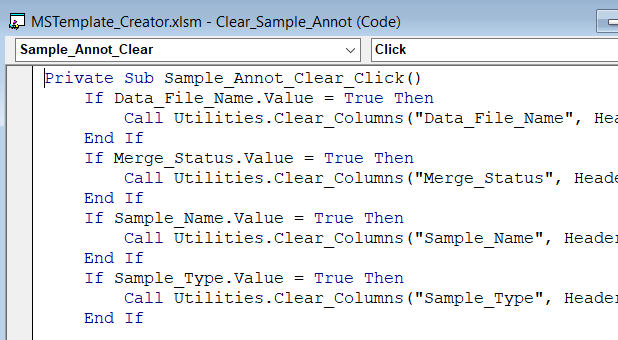 MSTemplate_Creator.xlsm - Clear_Sample_Annot (Code)
Sample_Annot_Clear Click
Private Sub Sample_Annot_Clear_Click()
If Data_File_Name.Value = True Then
Call Utilities.Clear_Columns("Data_File_Name", Hea
End If
If Merge_Status.Value = True Then
Call Utilities.Clear_Columns("Merge_Status", Heade
End If
If Sample_Name.Value = True Then
Call Utilities.Clear_Columns("Sample_Name", Header
End If
If Sample_Type.Value = True Then
Call Utilities.Clear_Columns("Sample_Type", Header
End If